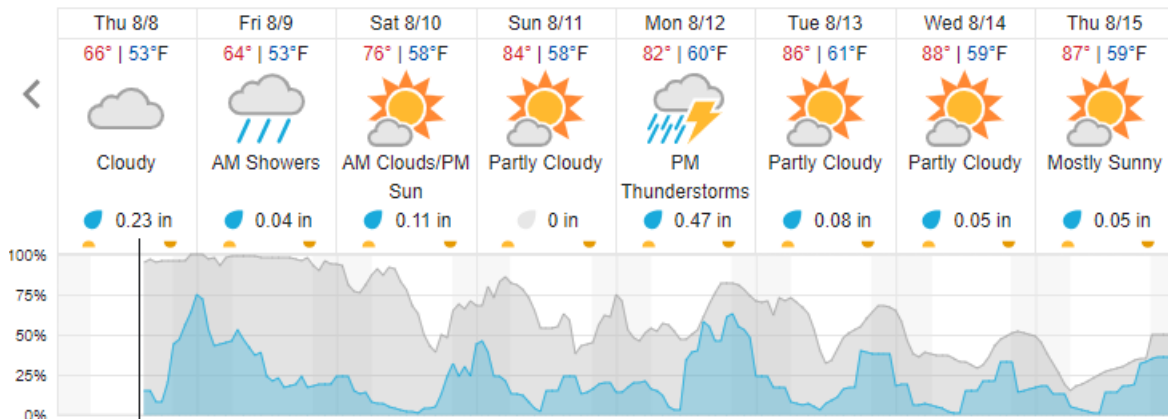 Thu 8/8 Fri 8/9 Sat 8/10 Sun 8/11 Mon 8/12 Tue 8/13 Wed 8/14 Thu 8/15
66° | 53°F 64° | 53°F 76° | 58°F 84° | 58°F 82° | 60°F 86° | 61°F 88° | 59°F 87° | 59°F
Cloudy AM Showers AM Clouds/PM Partly Cloudy PM Partly Cloudy Partly Cloudy Mostly Sunny
Sun Thunderstorms
0.23 in 0.04 in 0.11 in 0 in 0.47 in 0.08 in 0.05 in 0.05 in
100%
75%
50%
25%
0%